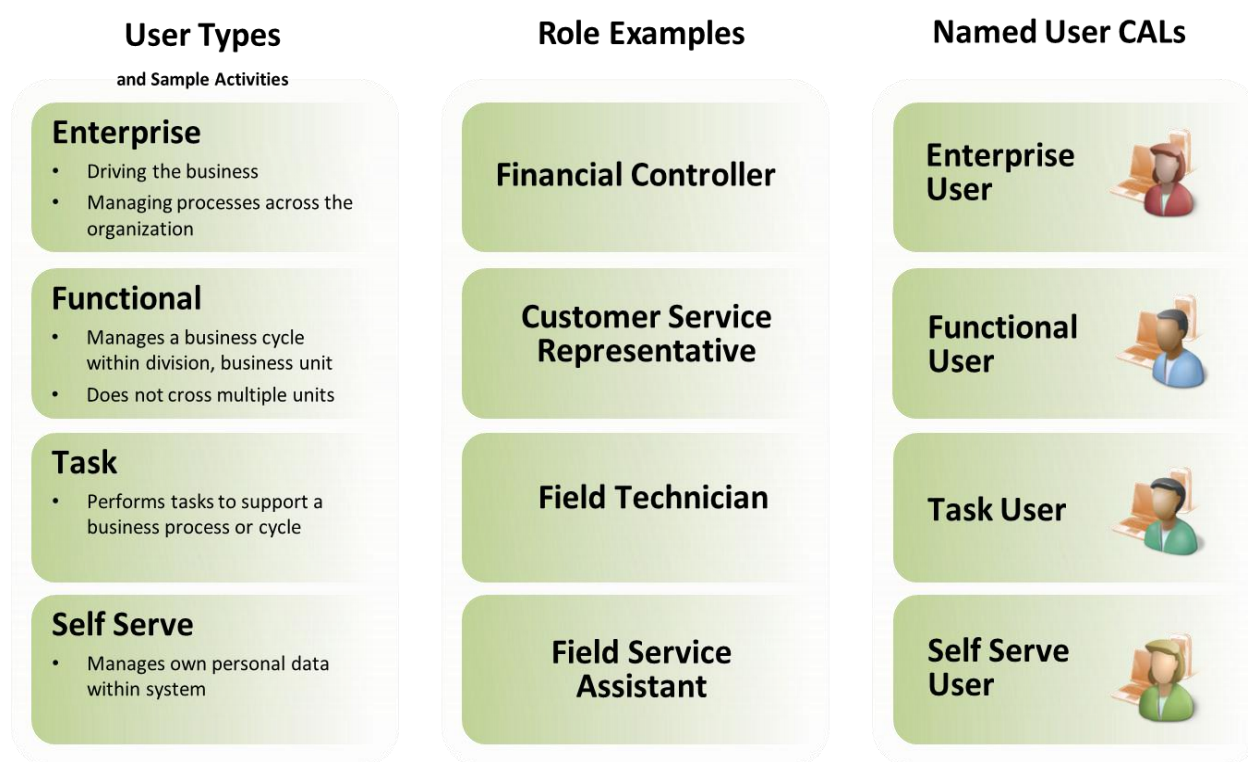 User Types
and Sample Activities
Enterprise
• Driving the business
• Managing processes across the
organization
Functional
• Manages a business cycle
within division, business unit
• Does not cross multiple units
Task
• Performs tasks to support a
business process or cycle
Self Serve
• Manages own personal data
within system
Role Examples
Financial Controller
Customer Service
Representative
Field Technician
Field Service
Assistant
Named User CALs
Enterprise
User
Functional
User
Task User
Self Serve
User